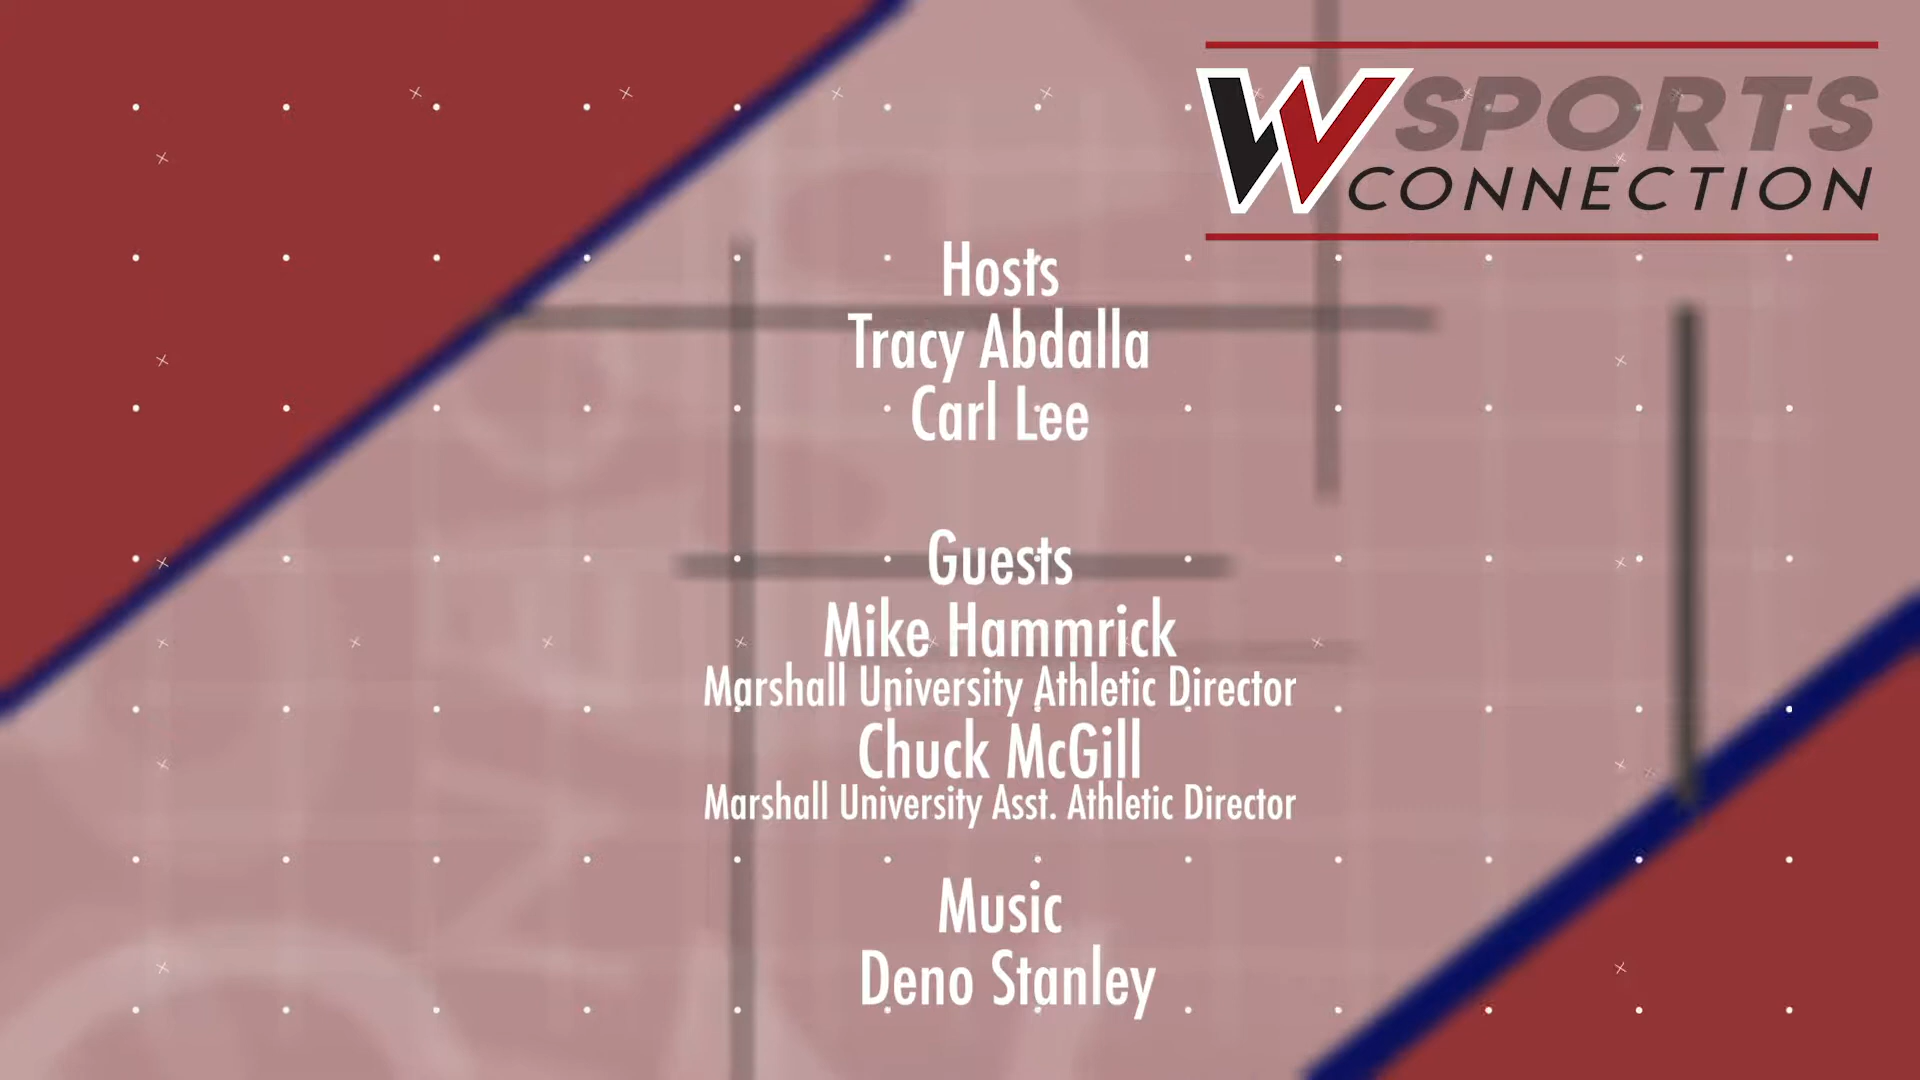 W SPORTS
CONNECTION
Hosts
Tracy Abdalla
Carl Lee
Guests
Mike Hammrick
Marshall University Athletic Director
Chuck McGill
Marshall University Asst. Athletic Director
Music
Deno Stanley